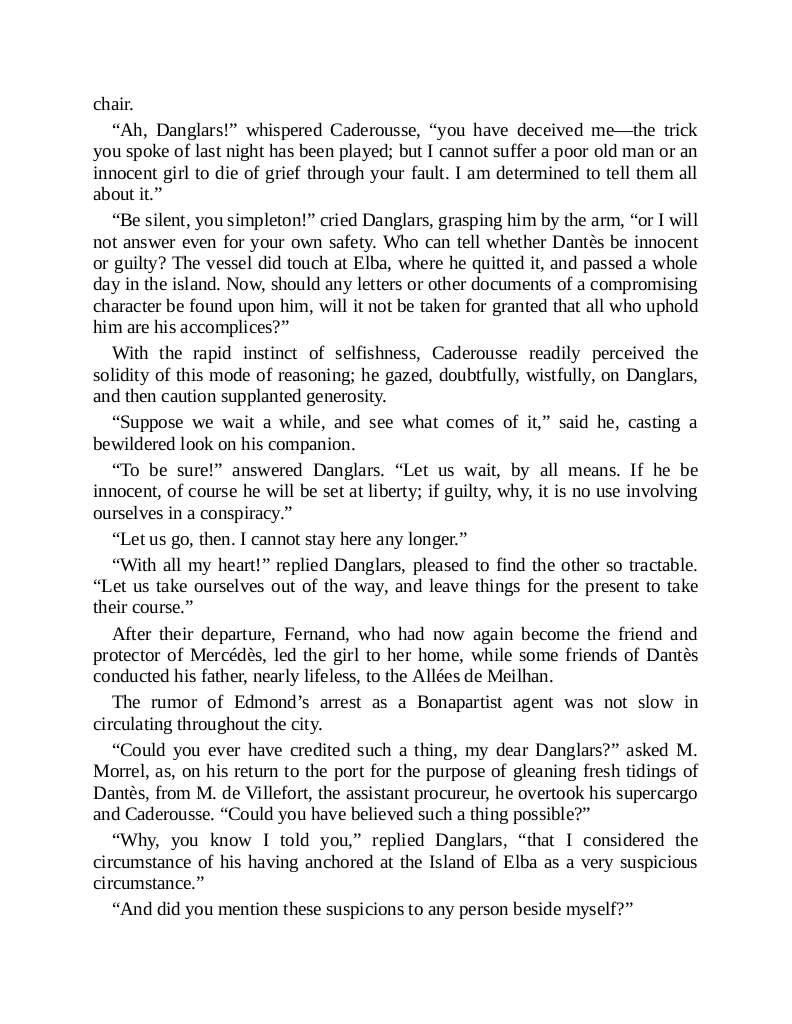 chair.
“Ah, Danglars!” whispered Caderousse, “you have deceived me—the trick
you spoke of last night has been played; but I cannot suffer a poor old man or an
innocent girl to die of grief through your fault. I am determined to tell them all
about it.”
“Be silent, you simpleton!” cried Danglars, grasping him by the arm, “or I will
not answer even for your own safety. Who can tell whether Dantès be innocent
or guilty? The vessel did touch at Elba, where he quitted it, and passed a whole
day in the island. Now, should any letters or other documents of a compromising
character be found upon him, will it not be taken for granted that all who uphold
him are his accomplices?”
With the rapid instinct of selfishness, Caderousse readily perceived the
solidity of this mode of reasoning; he gazed, doubtfully, wistfully, on Danglars,
and then caution supplanted generosity.
“Suppose we wait a while, and see what comes of it,” said he, casting a
bewildered look on his companion.
“To be sure!” answered Danglars. “Let us wait, by all means. If he be
innocent, of course he will be set at liberty; if guilty, why, it is no use involving
ourselves in a conspiracy.”
“Let us go, then. I cannot stay here any longer.”
“With all my heart!” replied Danglars, pleased to find the other so tractable.
“Let us take ourselves out of the way, and leave things for the present to take
their course.”
After their departure, Fernand, who had now again become the friend and
protector of Mercédès, led the girl to her home, while some friends of Dantès
conducted his father, nearly lifeless, to the Allées de Meilhan.
The rumor of Edmond’s arrest as a Bonapartist agent was not slow in
circulating throughout the city.
“Could you ever have credited such a thing, my dear Danglars?” asked M.
Morrel, as, on his return to the port for the purpose of gleaning fresh tidings of
Dantès, from M. de Villefort, the assistant procureur, he overtook his supercargo
and Caderousse. “Could you have believed such a thing possible?”
“Why, you know I told you,” replied Danglars, “that I considered the
circumstance of his having anchored at the Island of Elba as a very suspicious
circumstance.”
“And did you mention these suspicions to any person beside myself?”